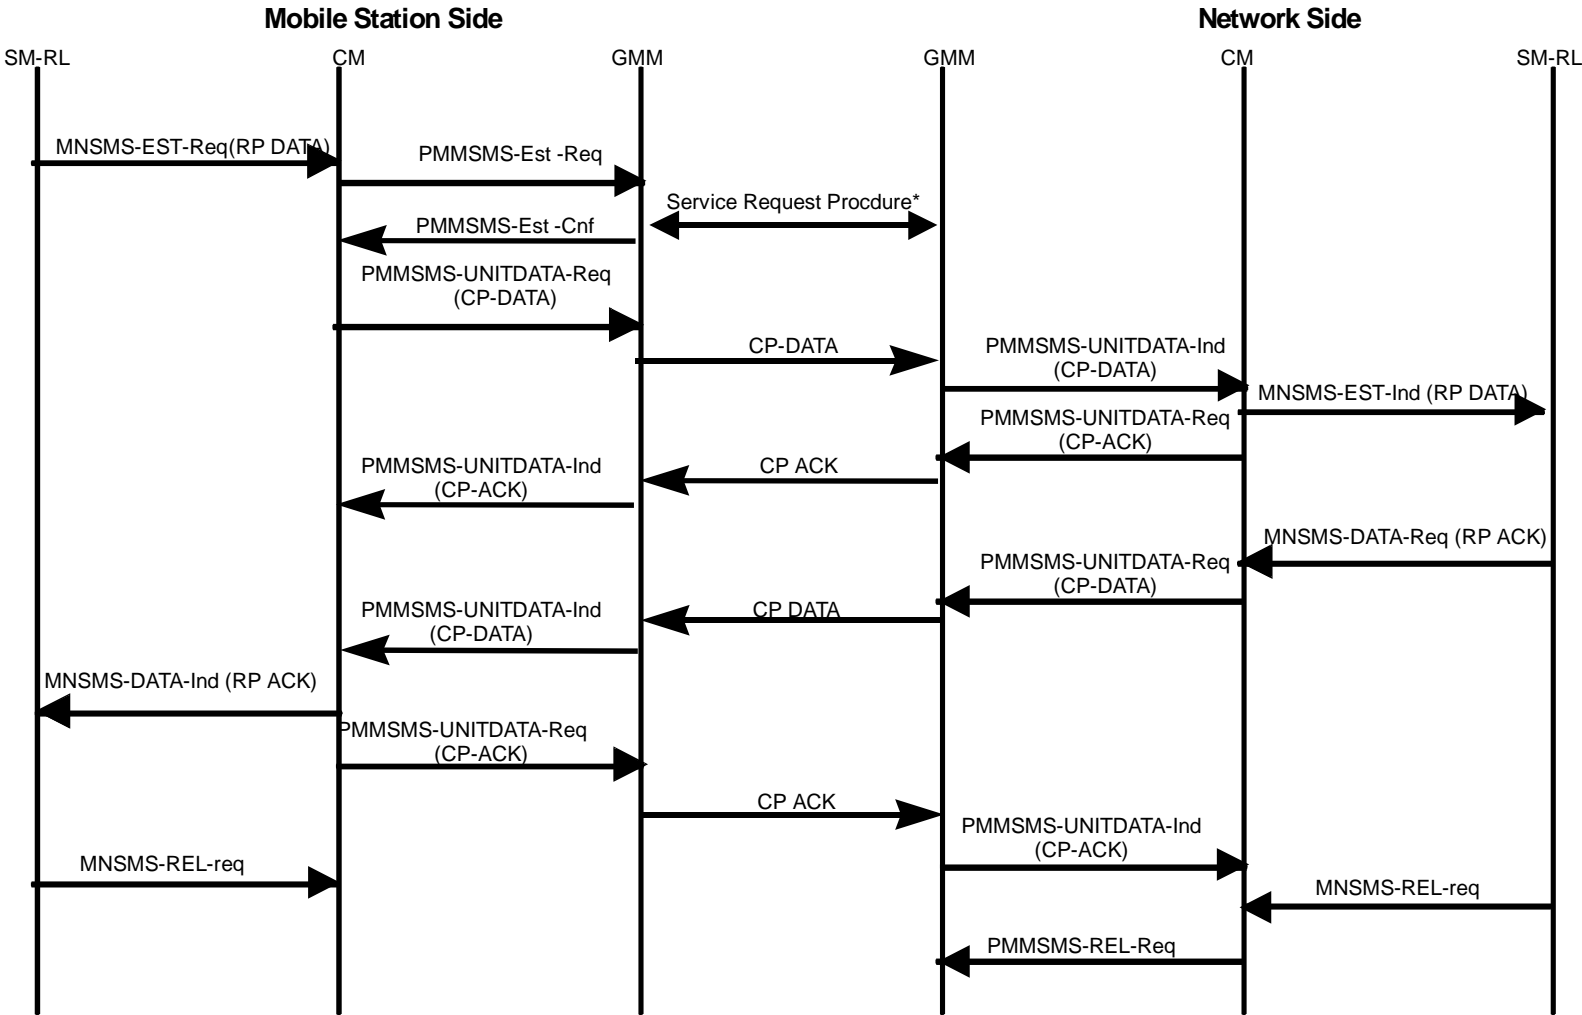 Mobile Station Side
Network Side
SM-RL
CM
GMM
GMM
CM
SM-RL
MNSMS-EST-Req(RP DATA)
PMMSMS-Est -Req
Service Request Procdure*
PMMSMS-Est -Cnf
PMMSMS-UNITDATA-Req
(CP-DATA)
CP-DATA
PMMSMS-UNITDATA-Ind
(CP-DATA)
MNSMS-EST-Ind (RP DATA)
PMMSMS-UNITDATA-Req
(CP-ACK)
CP ACK
PMMSMS-UNITDATA-Ind
(CP-ACK)
MNSMS-DATA-Req (RP ACK)
PMMSMS-UNITDATA-Req
(CP-DATA)
CP DATA
PMMSMS-UNITDATA-Ind
(CP-DATA)
MNSMS-DATA-Ind (RP ACK)
PMMSMS-UNITDATA-Req
(CP-ACK)
CP ACK
PMMSMS-UNITDATA-Ind
(CP-ACK)
MNSMS-REL-req
MNSMS-REL-req
PMMSMS-REL-Req